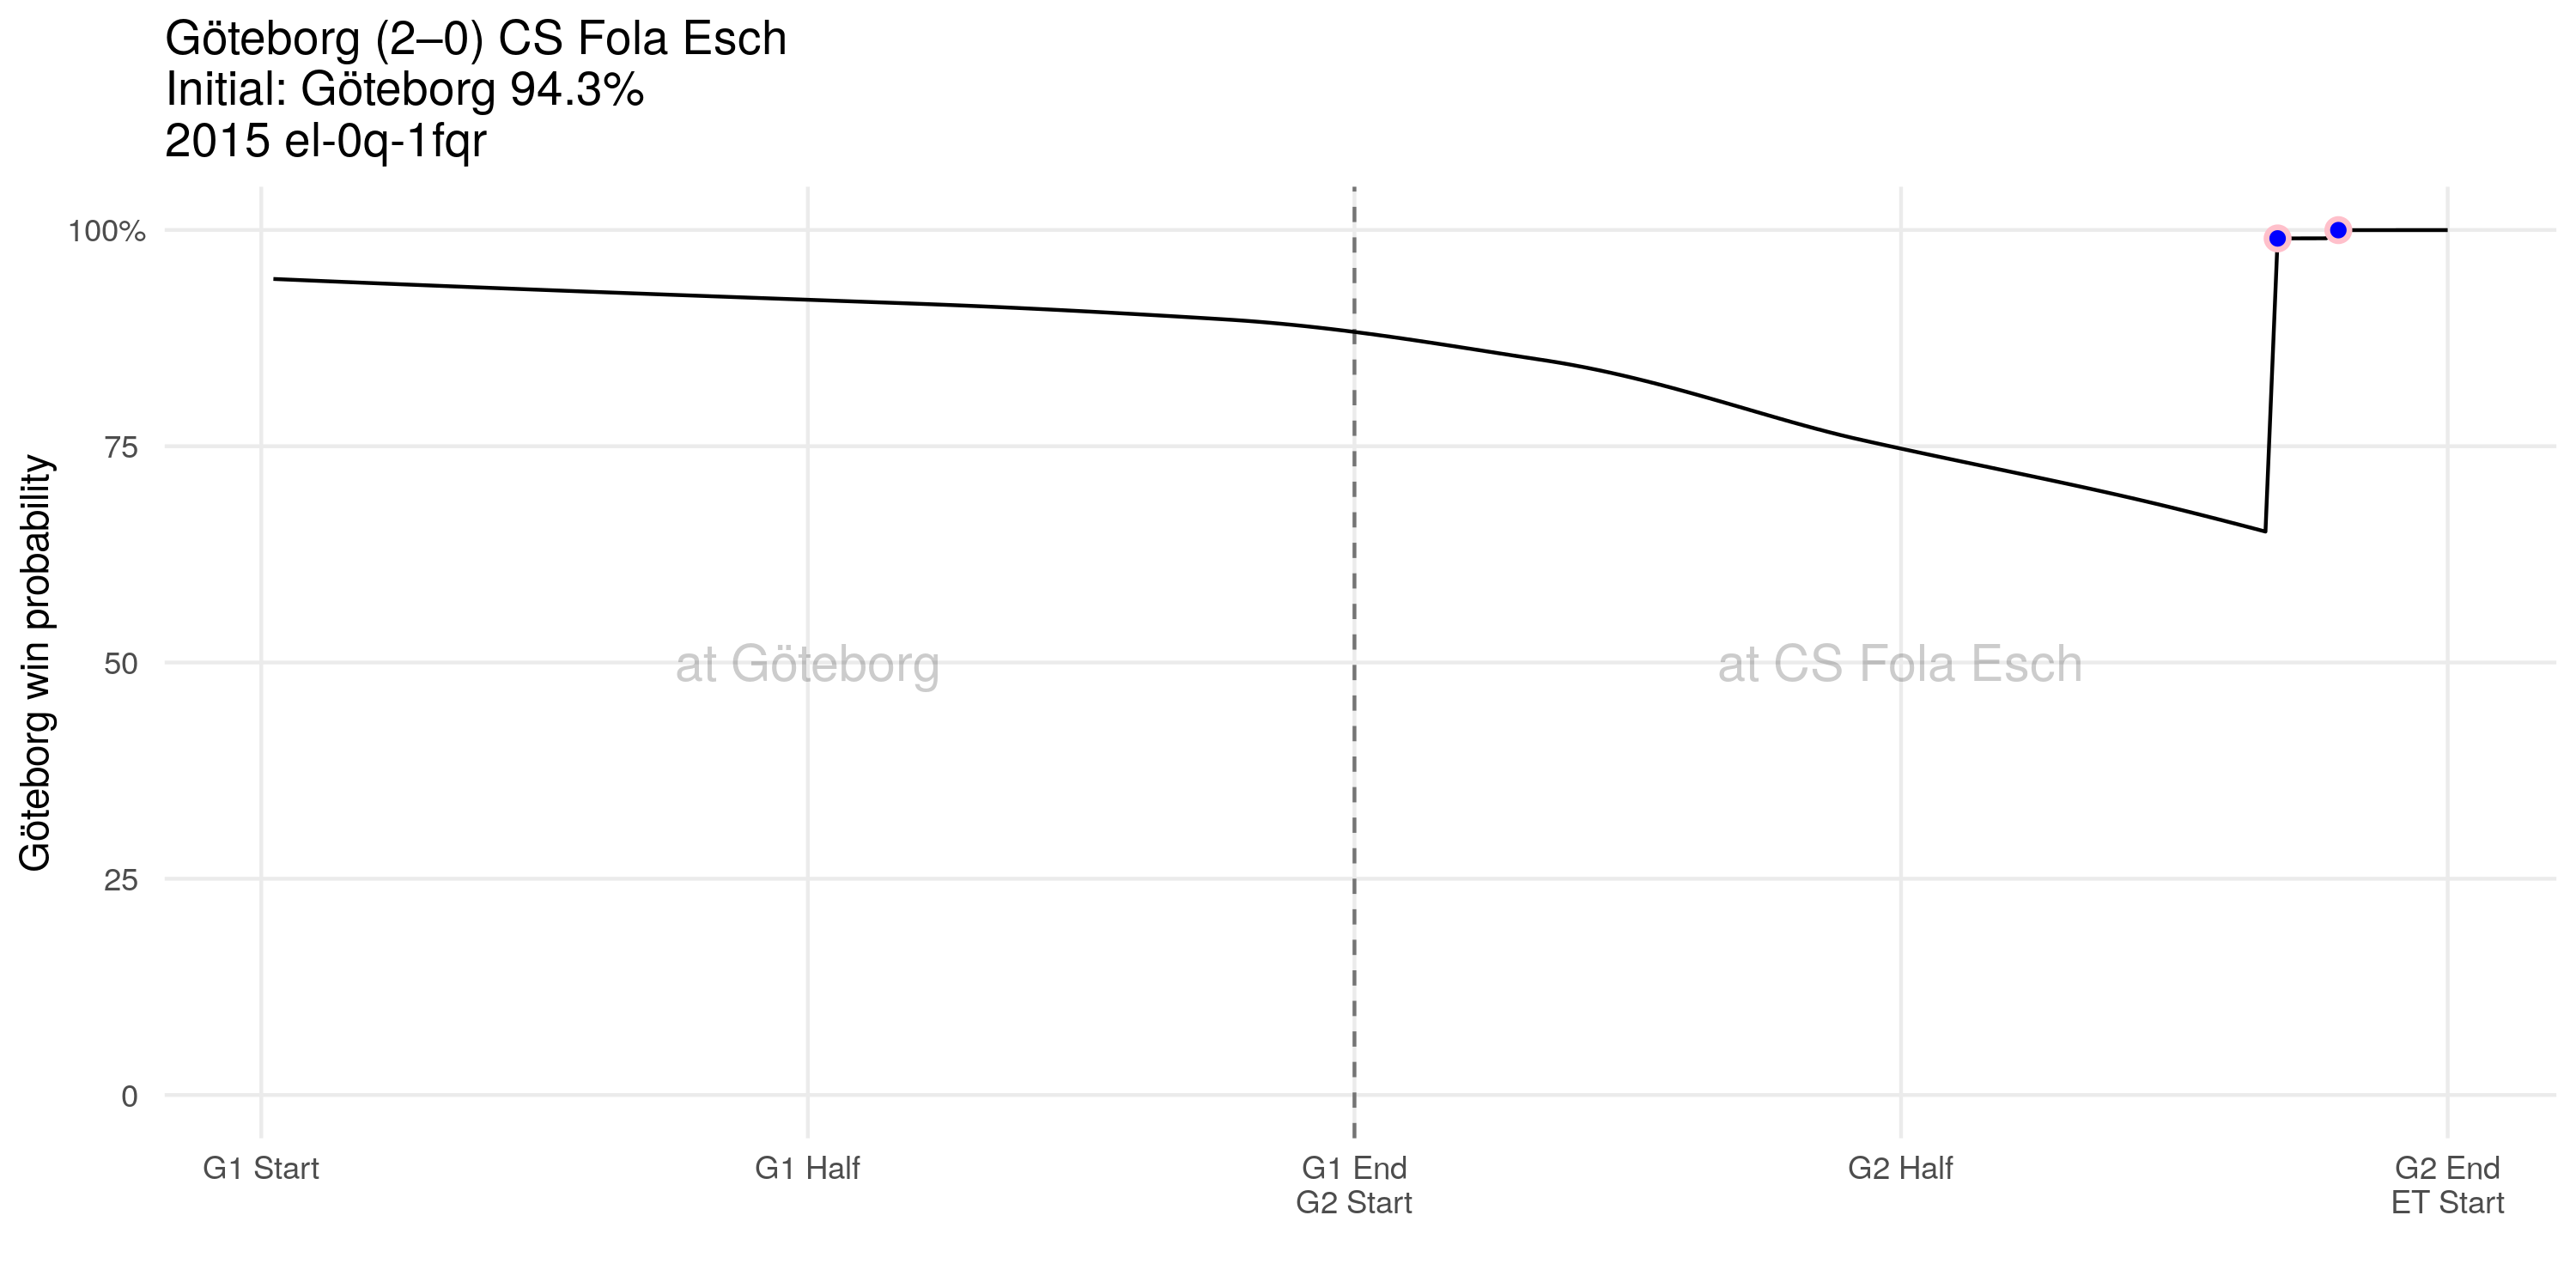 Göteborg (2–0) CS Fola Esch
Initial: Göteborg 94.3%
2015 el-0q-1fqr
Göteborg win probability
100%
75
50
25
0
at Göteborg
at CS Fola Esch
G1 Start
G1 Half
G1 End
G2 Start
G2 Half
G2 End
ET Start